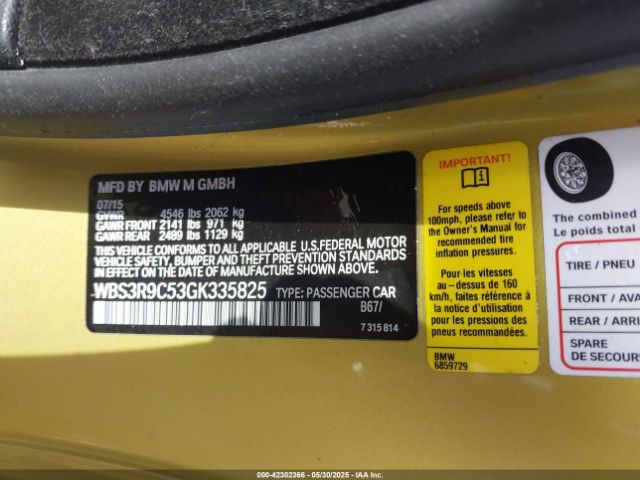 MFD BY BMW M GMBH
07/15
GVWR 4546 lbs 2062 kg
GAWR FRONT 2141 lbs 971 kg
GAWR REAR 2489 lbs 1129 kg
THIS VEHICLE CONFORMS TO ALL APPLICABLE U.S.FEDERAL MOTOR
VEHICLE SAFETY, BUMPER, AND THEFT PREVENTION STANDARDS
IN EFFECT ON THE DATE OF MANUFACTURE SHOWN ABOVE.
WBS3R9C53GK335825 TYPE: PASSENGER CAR
B67/
7 315 814
IMPORTANT!
For speeds above
100mph, please refer to
the Owner's Manual for
recommended tire
inflation pressures.
Pour les vitesses
au-dessus de 160
km/h, faites référence
à la notice d'utilisation
pour les pressions des
pneus recommandées.
BMW
6859729
The combined
Le poids total
TIRE / PNEU
FRONT / AVA
REAR / ARRI
SPARE
DE SECOURS
000-42302366 - 05/30/2025 - IAAI.COM